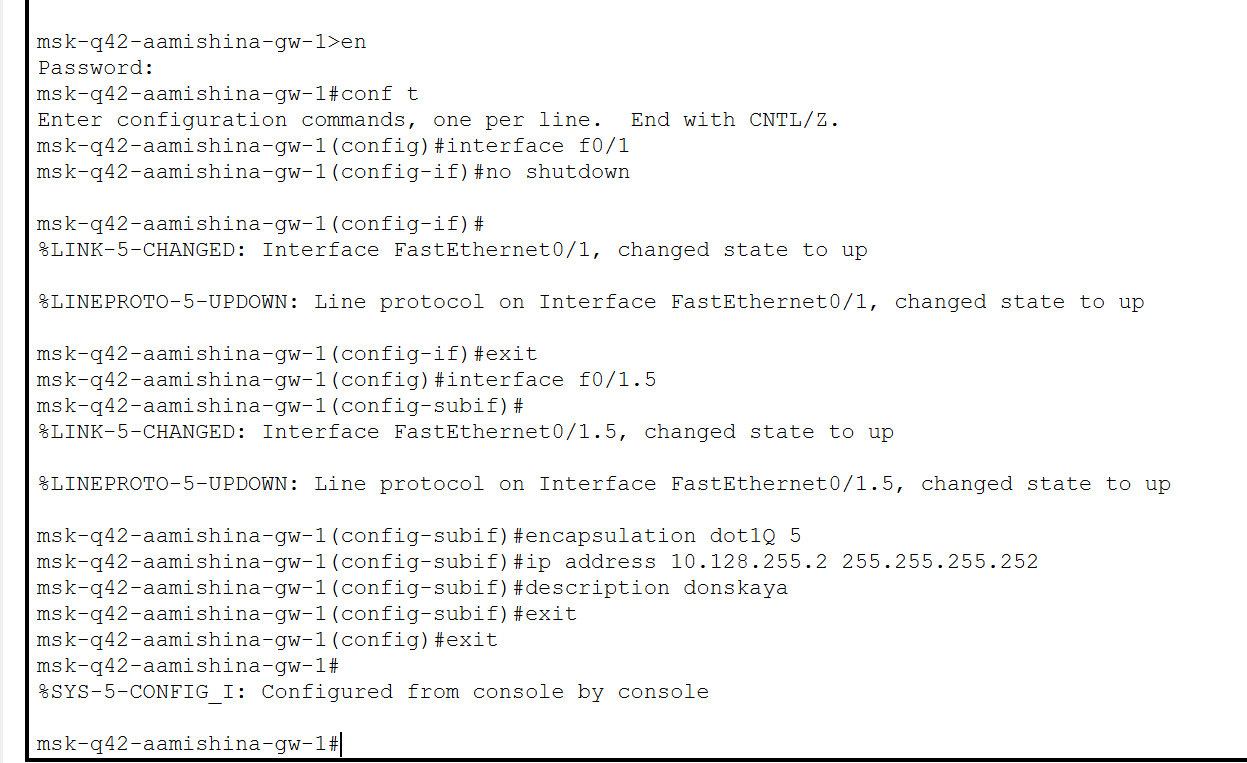 msk-q42-aamishina-gw-1>en
Password:
msk-q42-aamishina-gw-1#conf t
Enter configuration commands, one per line.  End with CNTL/Z.
msk-q42-aamishina-gw-1(config)#interface f0/1
msk-q42-aamishina-gw-1(config-if)#no shutdown
msk-q42-aamishina-gw-1(config-if)#
%LINK-5-CHANGED: Interface FastEthernet0/1, changed state to up
%LINEPROTO-5-UPDOWN: Line protocol on Interface FastEthernet0/1, changed state to up
msk-q42-aamishina-gw-1(config-if)#exit
msk-q42-aamishina-gw-1(config)#interface f0/1.5
msk-q42-aamishina-gw-1(config-subif)#
%LINK-5-CHANGED: Interface FastEthernet0/1.5, changed state to up
%LINEPROTO-5-UPDOWN: Line protocol on Interface FastEthernet0/1.5, changed state to up
msk-q42-aamishina-gw-1(config-subif)#encapsulation dot1Q 5
msk-q42-aamishina-gw-1(config-subif)#ip address 10.128.255.2 255.255.255.252
msk-q42-aamishina-gw-1(config-subif)#description donskaya
msk-q42-aamishina-gw-1(config-subif)#exit
msk-q42-aamishina-gw-1(config)#exit
msk-q42-aamishina-gw-1#
%SYS-5-CONFIG_I: Configured from console by console
msk-q42-aamishina-gw-1#